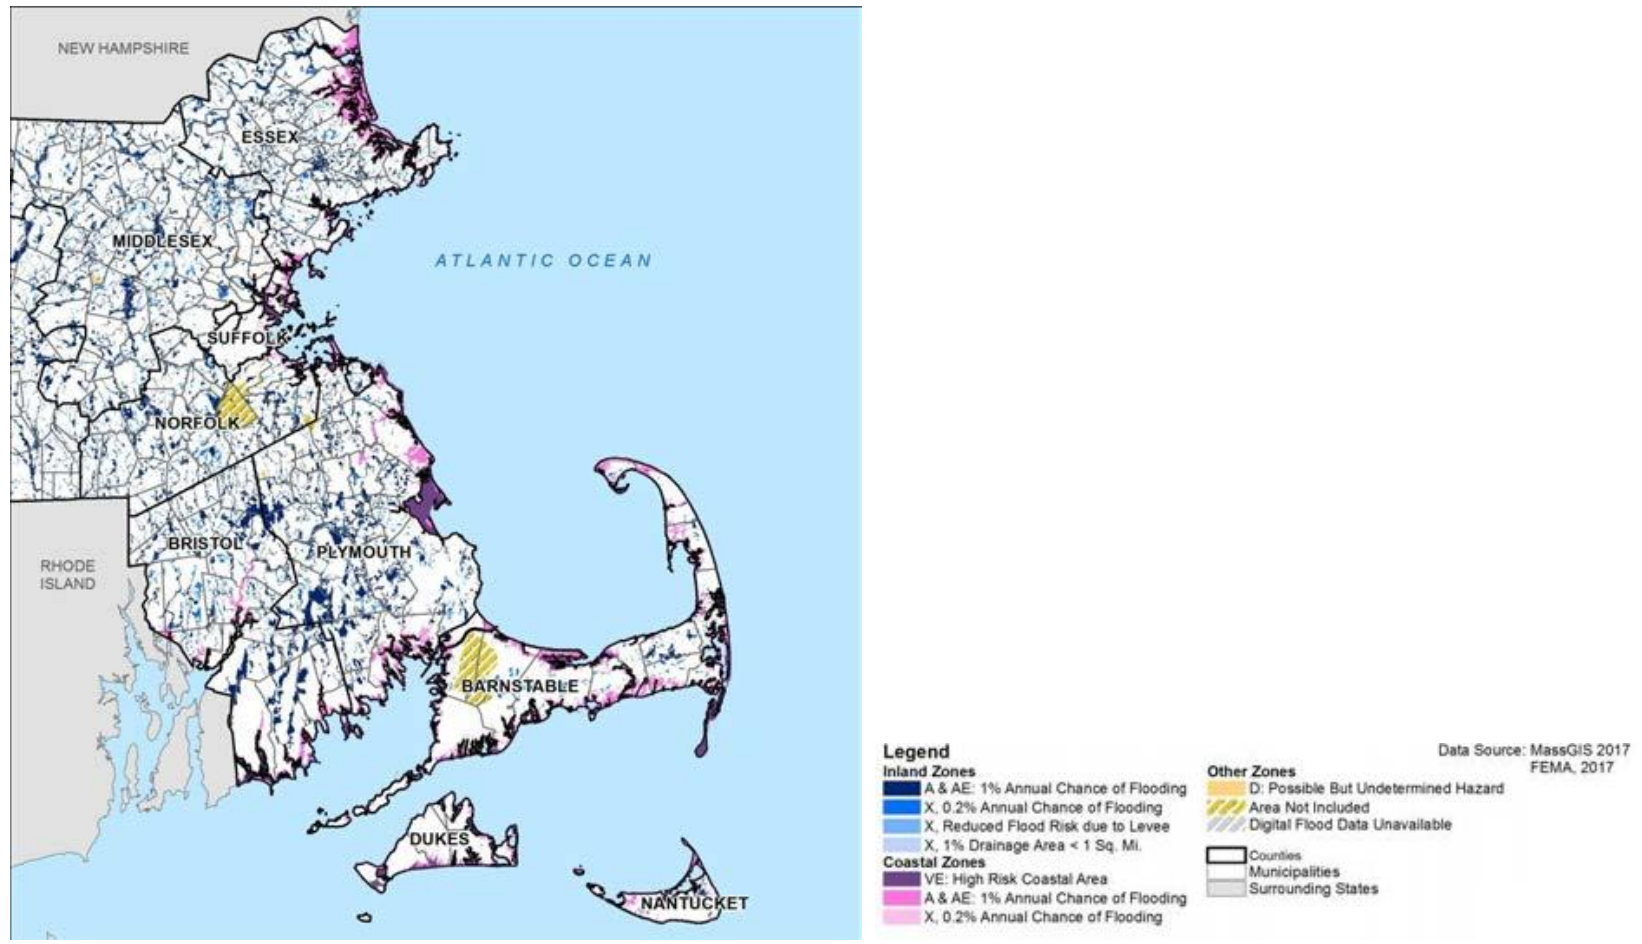 NEW HAMPSHIRE
ESSEX
MIDDLESEX
ATLANTIC OCEAN
SUFFOLK
NORFOLK
BRISTOL
PLYMOUTH
RHODE
ISLAND
BARNSTABLE
DUKES
NANTUCKET
Legend
Inland Zones
A & AE: 1% Annual Chance of Flooding
X, 0.2% Annual Chance of Flooding
X, Reduced Flood Risk due to Levee
X, 1% Drainage Area < 1 Sq. Mi.
Coastal Zones
VE: High Risk Coastal Area
A & AE: 1% Annual Chance of Flooding
X, 0.2% Annual Chance of Flooding
Other Zones
D: Possible But Undetermined Hazard
Area Not Included
Digital Flood Data Unavailable
Counties
Municipalities
Surrounding States
Data Source: MassGIS 2017
FEMA, 2017